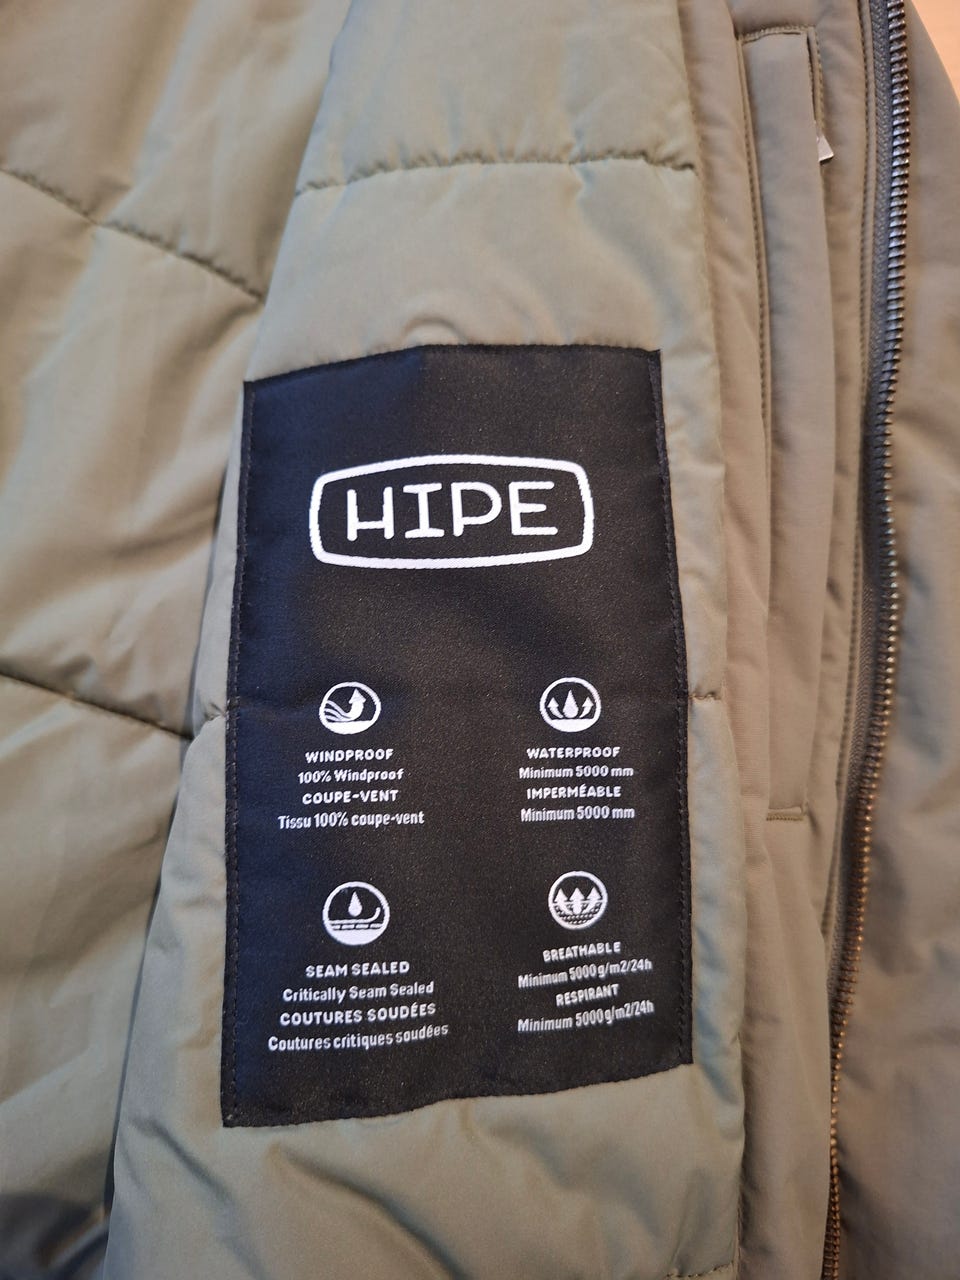 HIPE
WINDPROOF
100% Windproof
COUPE-VENT
Tissu 100% coupe-vent
WATERPROOF
Minimum 5000 mm
IMPERMÉABLE
Minimum 5000 mm
SEAM SEALED
Critically Seam Sealed
COUTURES SOUDÉES
Coutures critiques soudées
BREATHABLE
Minimum 5000 g/m2/24h
RESPIRANT
Minimum 5000g/m2/24h